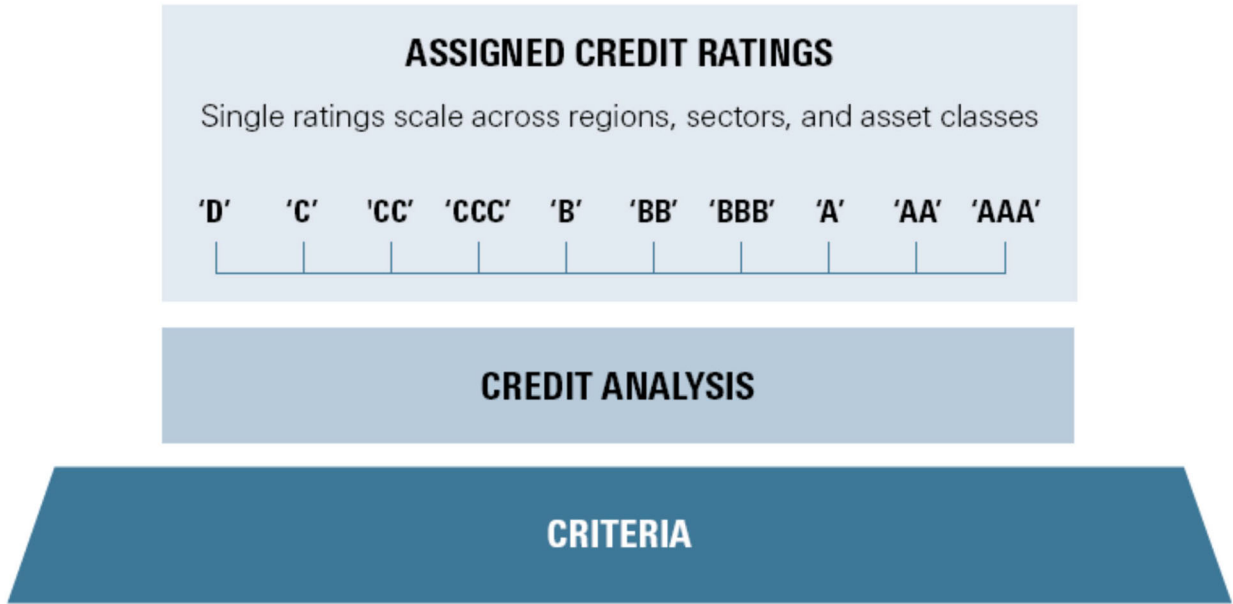 ASSIGNED CREDIT RATINGS
Single ratings scale across regions, sectors, and asset classes
‘D’ ‘C’ 'CC’ ‘CCC’ ‘B’ ‘BB’ ‘BBB’ ‘A’ ‘AA’ ‘AAA’
CREDIT ANALYSIS
CRITERIA